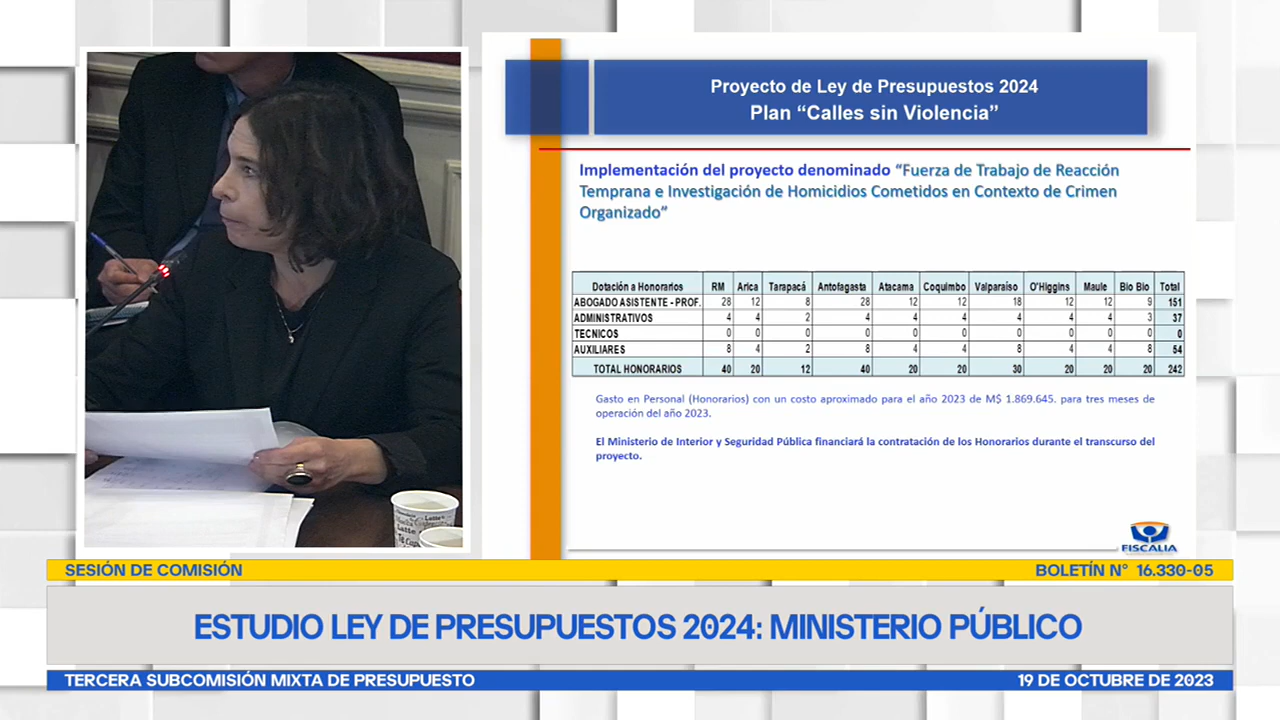 Proyecto de Ley de Presupuestos 2024
Plan “Calles sin Violencia”
Implementación del proyecto denominado “Fuerza de Trabajo de Reacción
Temprana e Investigación de Homicidios Cometidos en Contexto de Crimen
Organizado”
Dotación a Honorarios RM Arica Tarapacá Antofagasta Atacama Coquimbo Valparaíso O'Higgins Maule Bio Bio Total
ABOGADO ASISTENTE - PROF. 28 12 8 28 12 12 18 12 12 9 151
ADMINISTRATIVOS 4 4 2 4 4 4 4 4 4 3 37
TECNICOS 0 0 0 0 0 0 0 0 0 0 0
AUXILIARES 8 4 2 8 4 4 8 4 4 8 54
TOTAL HONORARIOS 40 20 12 40 20 20 30 20 20 20 242
Gasto en Personal (Honorarios) con un costo aproximado para el año 2023 de M$ 1.869.645. para tres meses de
operación del año 2023.
El Ministerio de Interior y Seguridad Pública financiará la contratación de los Honorarios durante el transcurso del
proyecto.
FISCALIA
Latte
SESIÓN DE COMISIÓN
BOLETÍN N° 16.330-05
ESTUDIO LEY DE PRESUPUESTOS 2024: MINISTERIO PÚBLICO
TERCERA SUBCOMISIÓN MIXTA DE PRESUPUESTO
19 DE OCTUBRE DE 2023